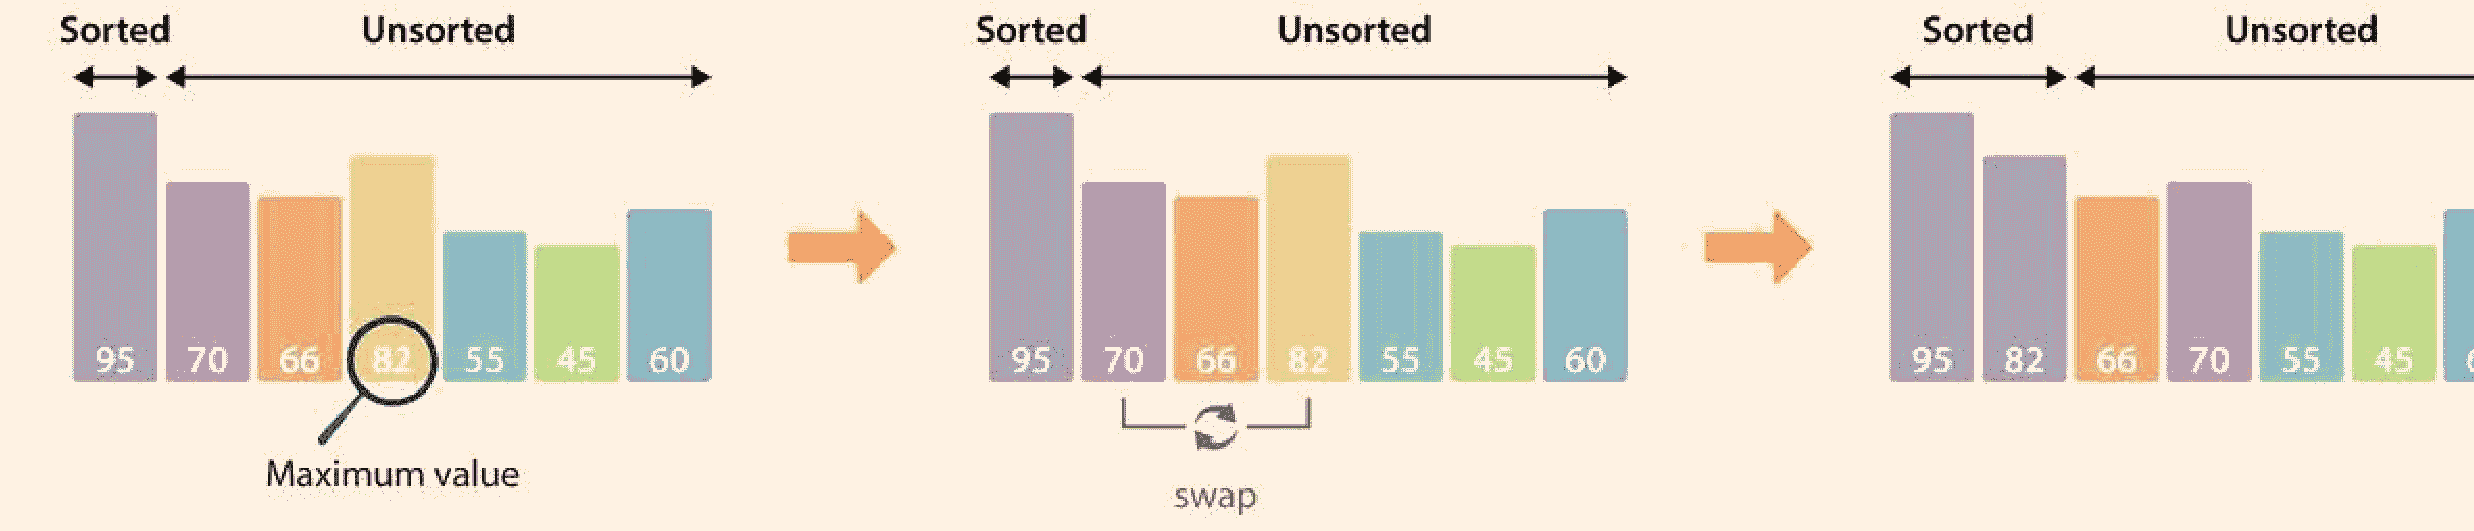 Sorted Unsorted Sorted Unsorted Sorted Unsorted
95 70 66 82 55 45 60 95 70 66 82 55 45 60 95 82 66 70 55 45
Maximum value
swap